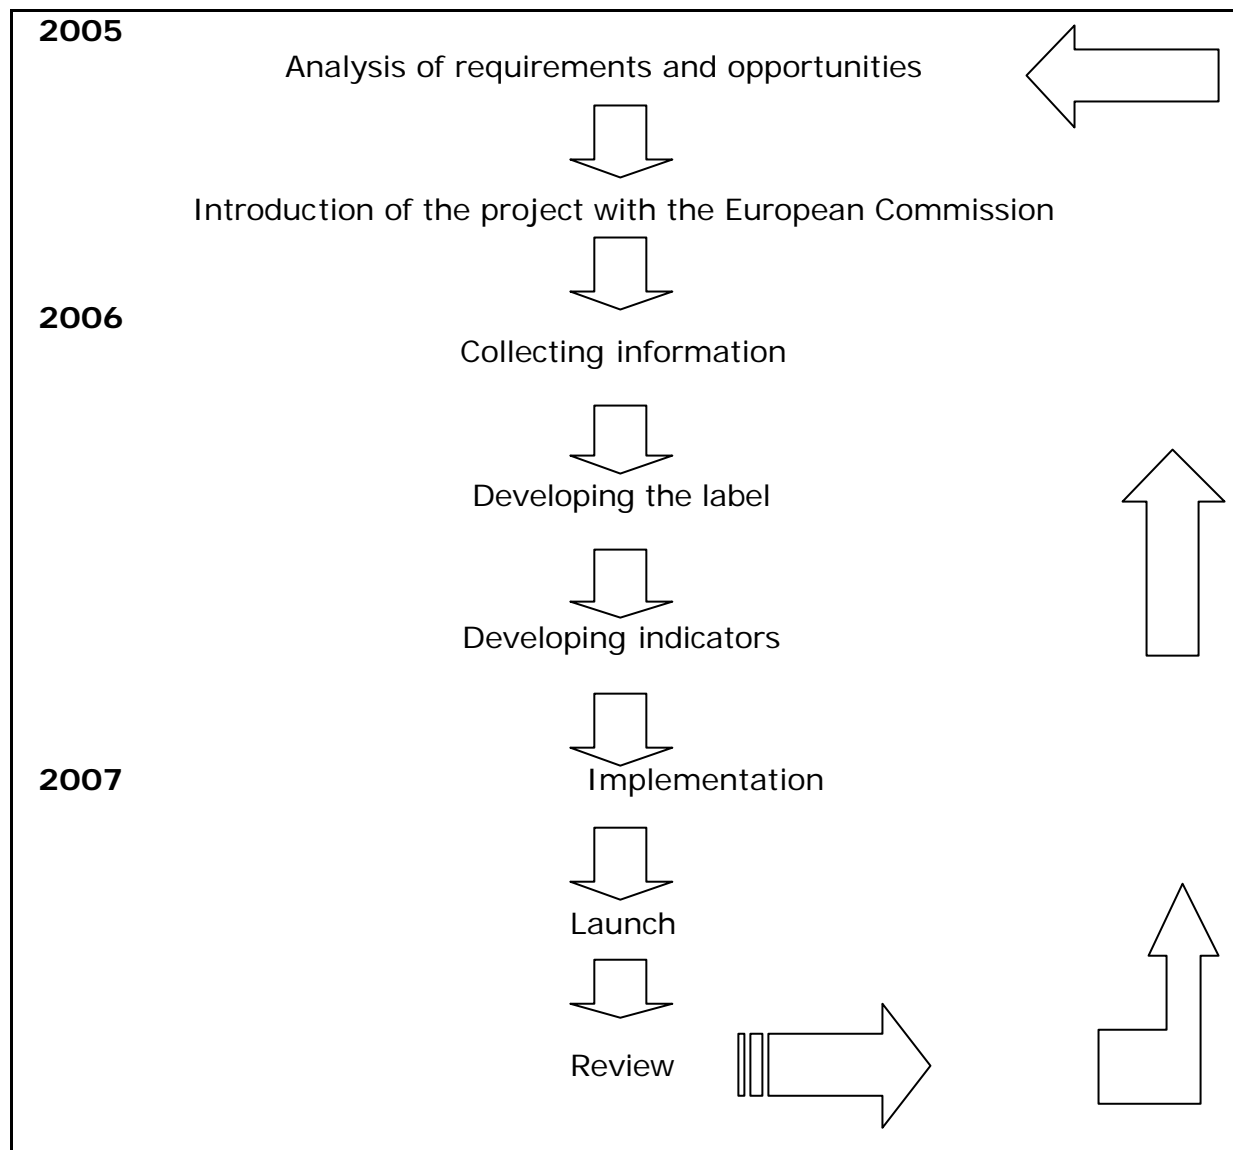 2005
Analysis of requirements and opportunities
Introduction of the project with the European Commission
2006
Collecting information
Developing the label
Developing indicators
2007 Implementation
Launch
Review